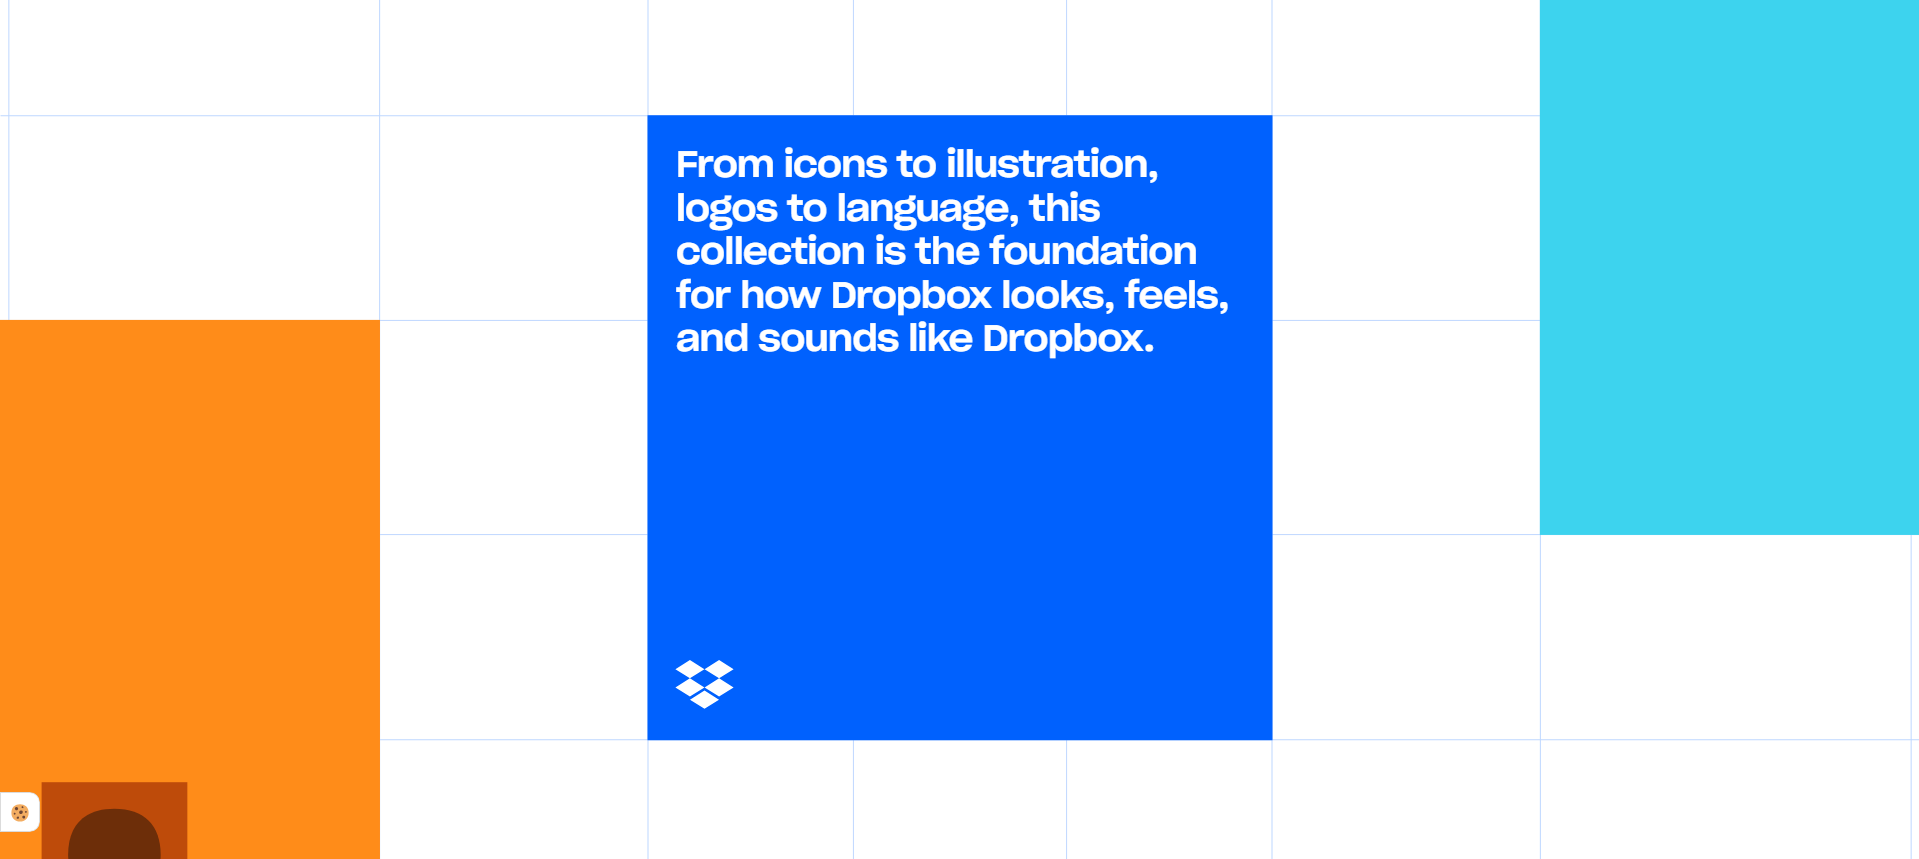 From icons to illustration,
logos to language, this
collection is the foundation
for how Dropbox looks, feels,
and sounds like Dropbox.